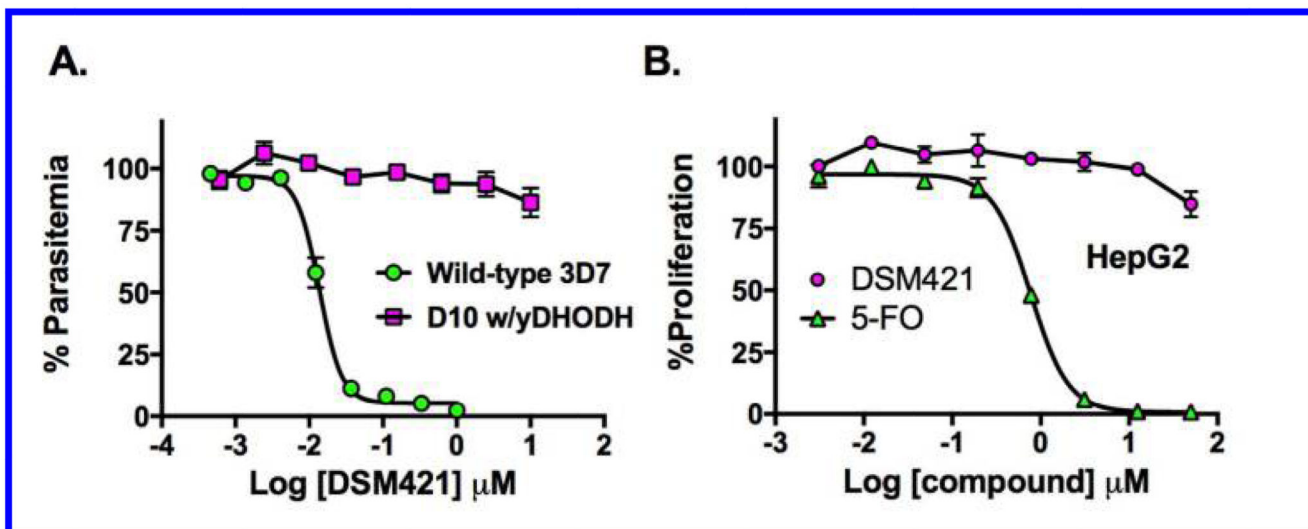 A.
% Parasitemia
100
75
50
25
0
-4 -3 -2 -1 0 1 2
Log [DSM421] μM
Wild-type 3D7
D10 w/yDHODH
B.
%Proliferation
100
75
50
25
0
-3 -2 -1 0 1 2
Log [compound] μM
HepG2
DSM421
5-FO